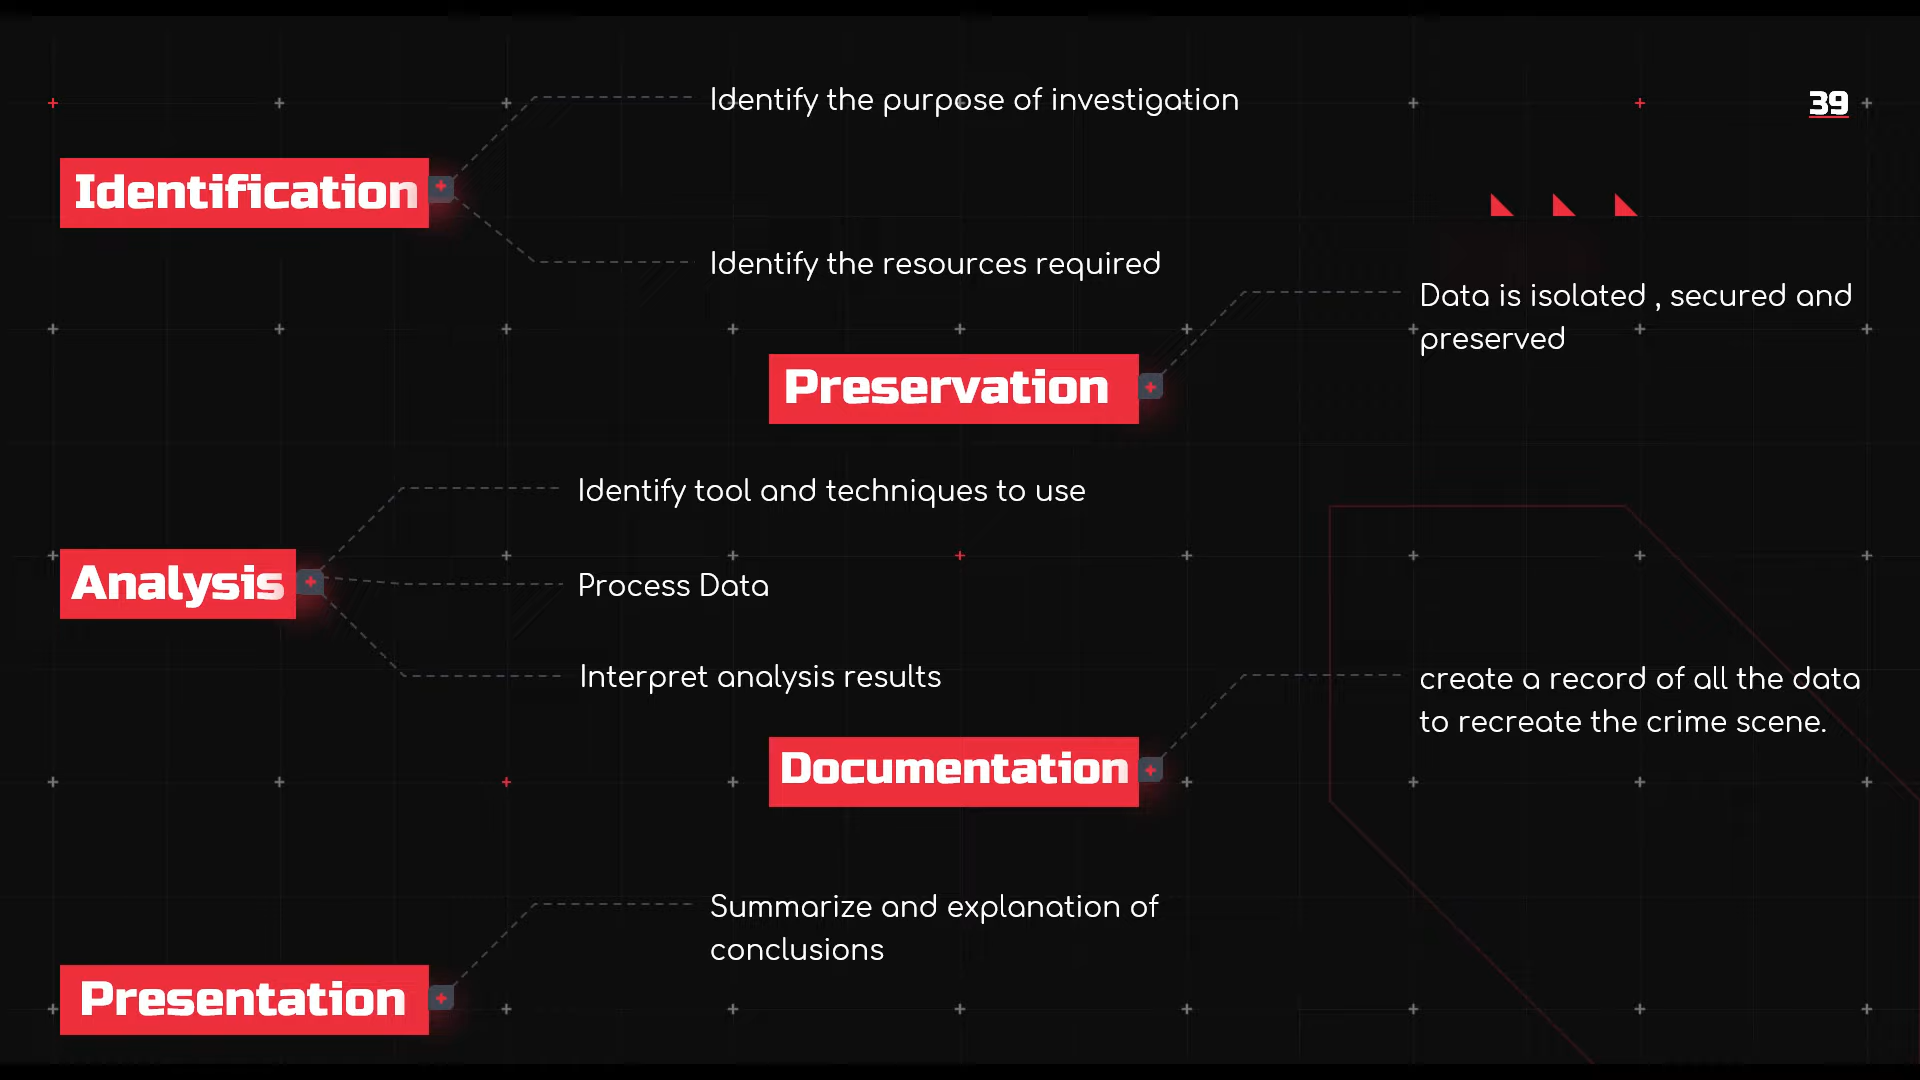 39
Identification
Identify the purpose of investigation
Identify the resources required
Preservation
Data is isolated , secured and
preserved
Analysis
Identify tool and techniques to use
Process Data
Interpret analysis results
Documentation
create a record of all the data
to recreate the crime scene.
Presentation
Summarize and explanation of
conclusions